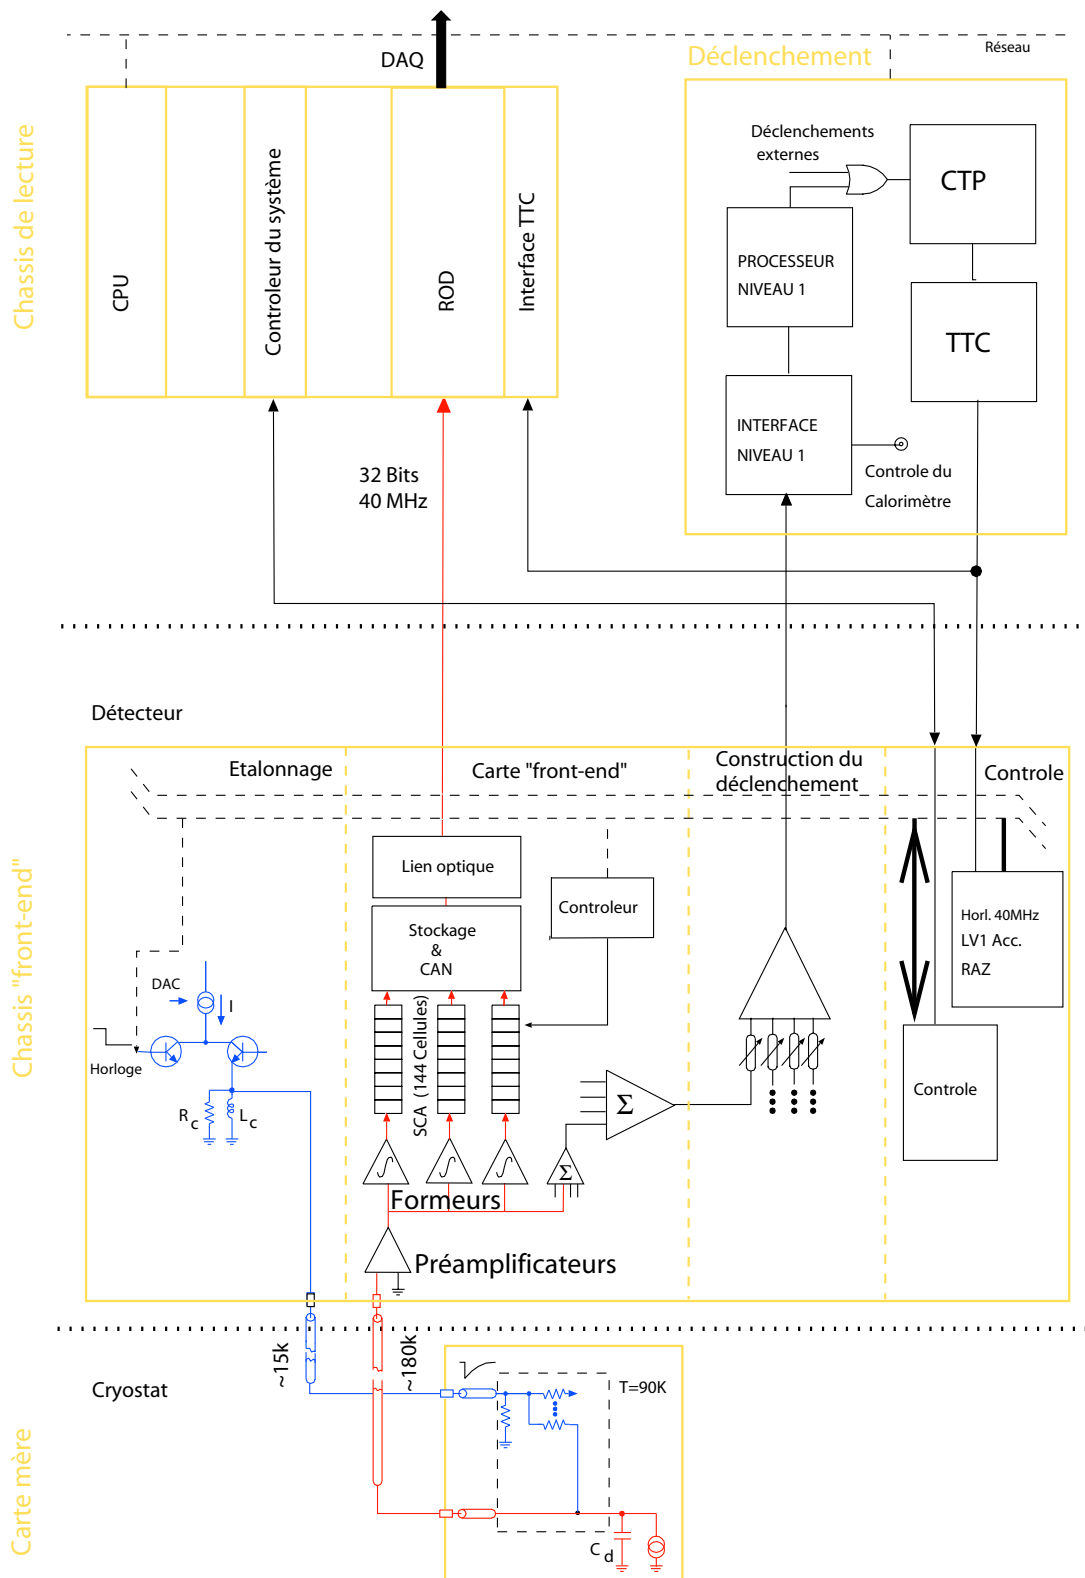 Réseau
DAQ
Déclenchement
Chassis de lecture
CPU
Controleur du système
ROD
Interface TTC
Déclenchements
externes
CTP
PROCESSEUR
NIVEAU 1
TTC
INTERFACE
NIVEAU 1
Controle du
Calorimètre
32 Bits
40 MHz
Détecteur
Chassis "front-end"
Etalonnage
Carte "front-end"
Construction du
déclenchement
Controle
Lien optique
Controleur
Stockage
&
CAN
Horl. 40MHz
LV1 Acc.
RAZ
DAC
I
Horloge
SCA (144 Cellules)
Controle
R c
L c
Σ
Σ
Formeurs
Préamplificateurs
~15k
~180k
Cryostat
T=90K
Carte mère
C d